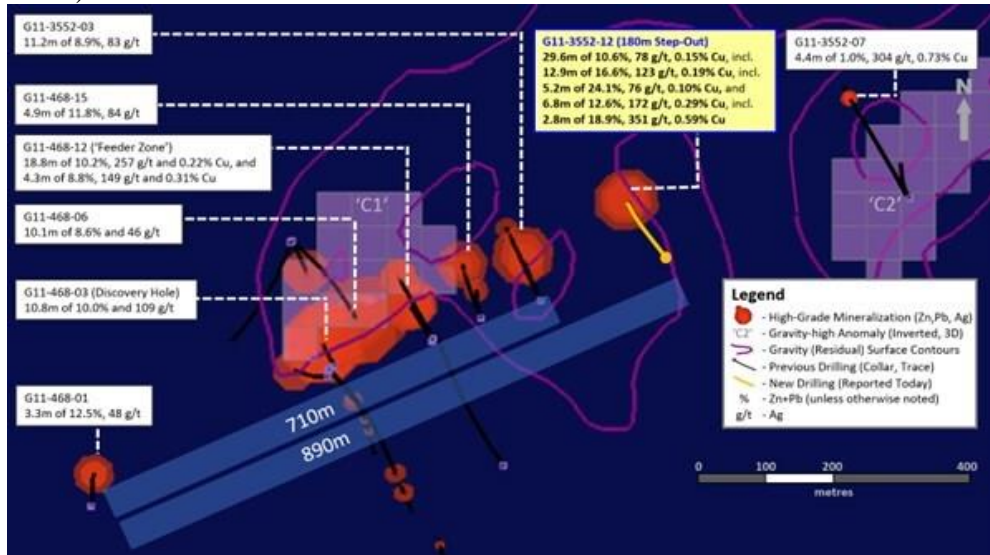 G11-3552-03
11.2m of 8.9%, 83 g/t
G11-468-15
4.9m of 11.8%, 84 g/t
G11-468-12 ('Feeder Zone')
18.8m of 10.2%, 257 g/t and 0.22% Cu, and
4.3m of 8.8%, 149 g/t and 0.31% Cu
G11-468-06
10.1m of 8.6% and 46 g/t
G11-468-03 (Discovery Hole)
10.8m of 10.0% and 109 g/t
G11-468-01
3.3m of 12.5%, 48 g/t
G11-3552-12 (180m Step-Out)
29.6m of 10.6%, 78 g/t, 0.15% Cu, incl.
12.9m of 16.6%, 123 g/t, 0.19% Cu, incl.
5.2m of 24.1%, 76 g/t, 0.10% Cu, and
6.8m of 12.6%, 172 g/t, 0.29% Cu, incl.
2.8m of 18.9%, 351 g/t, 0.59% Cu
G11-3552-07
4.4m of 1.0%, 304 g/t, 0.73% Cu
N
'C1'
'C2'
710m
890m
Legend
- High-Grade Mineralization (Zn,Pb, Ag)
'C2' - Gravity-high Anomaly (Inverted, 3D)
- Gravity (Residual) Surface Contours
- Previous Drilling (Collar, Trace)
- New Drilling (Reported Today)
% - Zn+Pb (unless otherwise noted)
g/t - Ag
0 100 200 400
metres